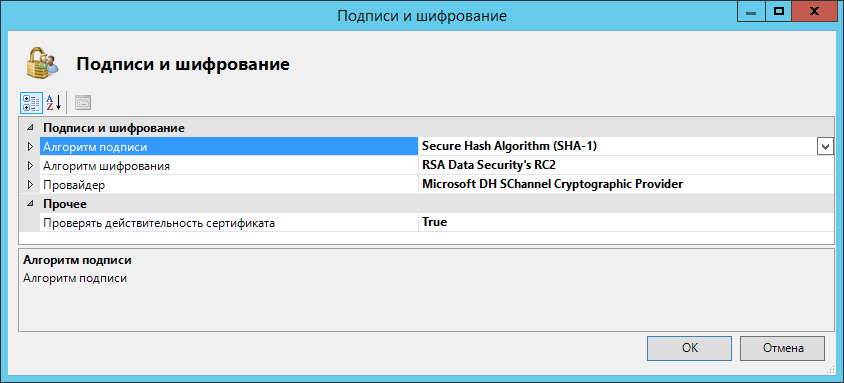 Подписи и шифрование
Подписи и шифрование
Подписи и шифрование
Алгоритм подписи Secure Hash Algorithm (SHA-1)
Алгоритм шифрования RSA Data Security's RC2
Провайдер Microsoft DH SChannel Cryptographic Provider
Прочее
Проверять действительность сертификата True
Алгоритм подписи
Алгоритм подписи
OK Отмена